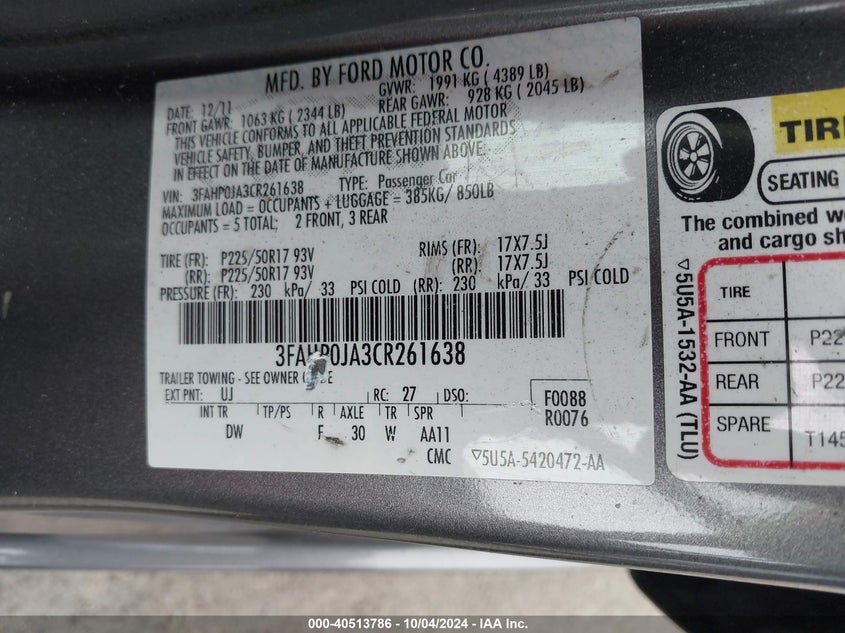 MFD. BY FORD MOTOR CO.
DATE: 12/11 GVWR: 1991 KG ( 4389 LB)
FRONT GAWR: 1063 KG ( 2344 LB) REAR GAWR: 928 KG ( 2045 LB)
THIS VEHICLE CONFORMS TO ALL APPLICABLE FEDERAL MOTOR
VEHICLE SAFETY, BUMPER, AND THEFT PREVENTION STANDARDS
IN EFFECT ON THE DATE OF MANUFACTURE SHOWN ABOVE.
VIN: 3FAHP0JA3CR261638 TYPE: Passenger Car
MAXIMUM LOAD = OCCUPANTS + LUGGAGE = 385KG/ 850LB
OCCUPANTS = 5 TOTAL; 2 FRONT, 3 REAR
TIRE (FR): P225/50R17 93V RIMS (FR): 17X7.5J
(RR): P225/50R17 93V (RR): 17X7.5J
PRESSURE (FR): 230 kPa/ 33 PSI COLD (RR): 230 kPa/ 33 PSI COLD
3FAHP0JA3CR261638
TRAILER TOWING - SEE OWNER
EXT PNT: UJ RC: 27 DSO: F0088
R0076
INT TR TP/PS R AXLE TR SPR
DW F 30 W AA11
CMC ▽5U5A-5420472-AA
TIRE
SEATING
The combined
and cargo
▽5U5A-1532-AA (TLU)
TIRE
FRONT P22
REAR P22
SPARE T145
000-40513786 - 10/04/2024 - IAA Inc.